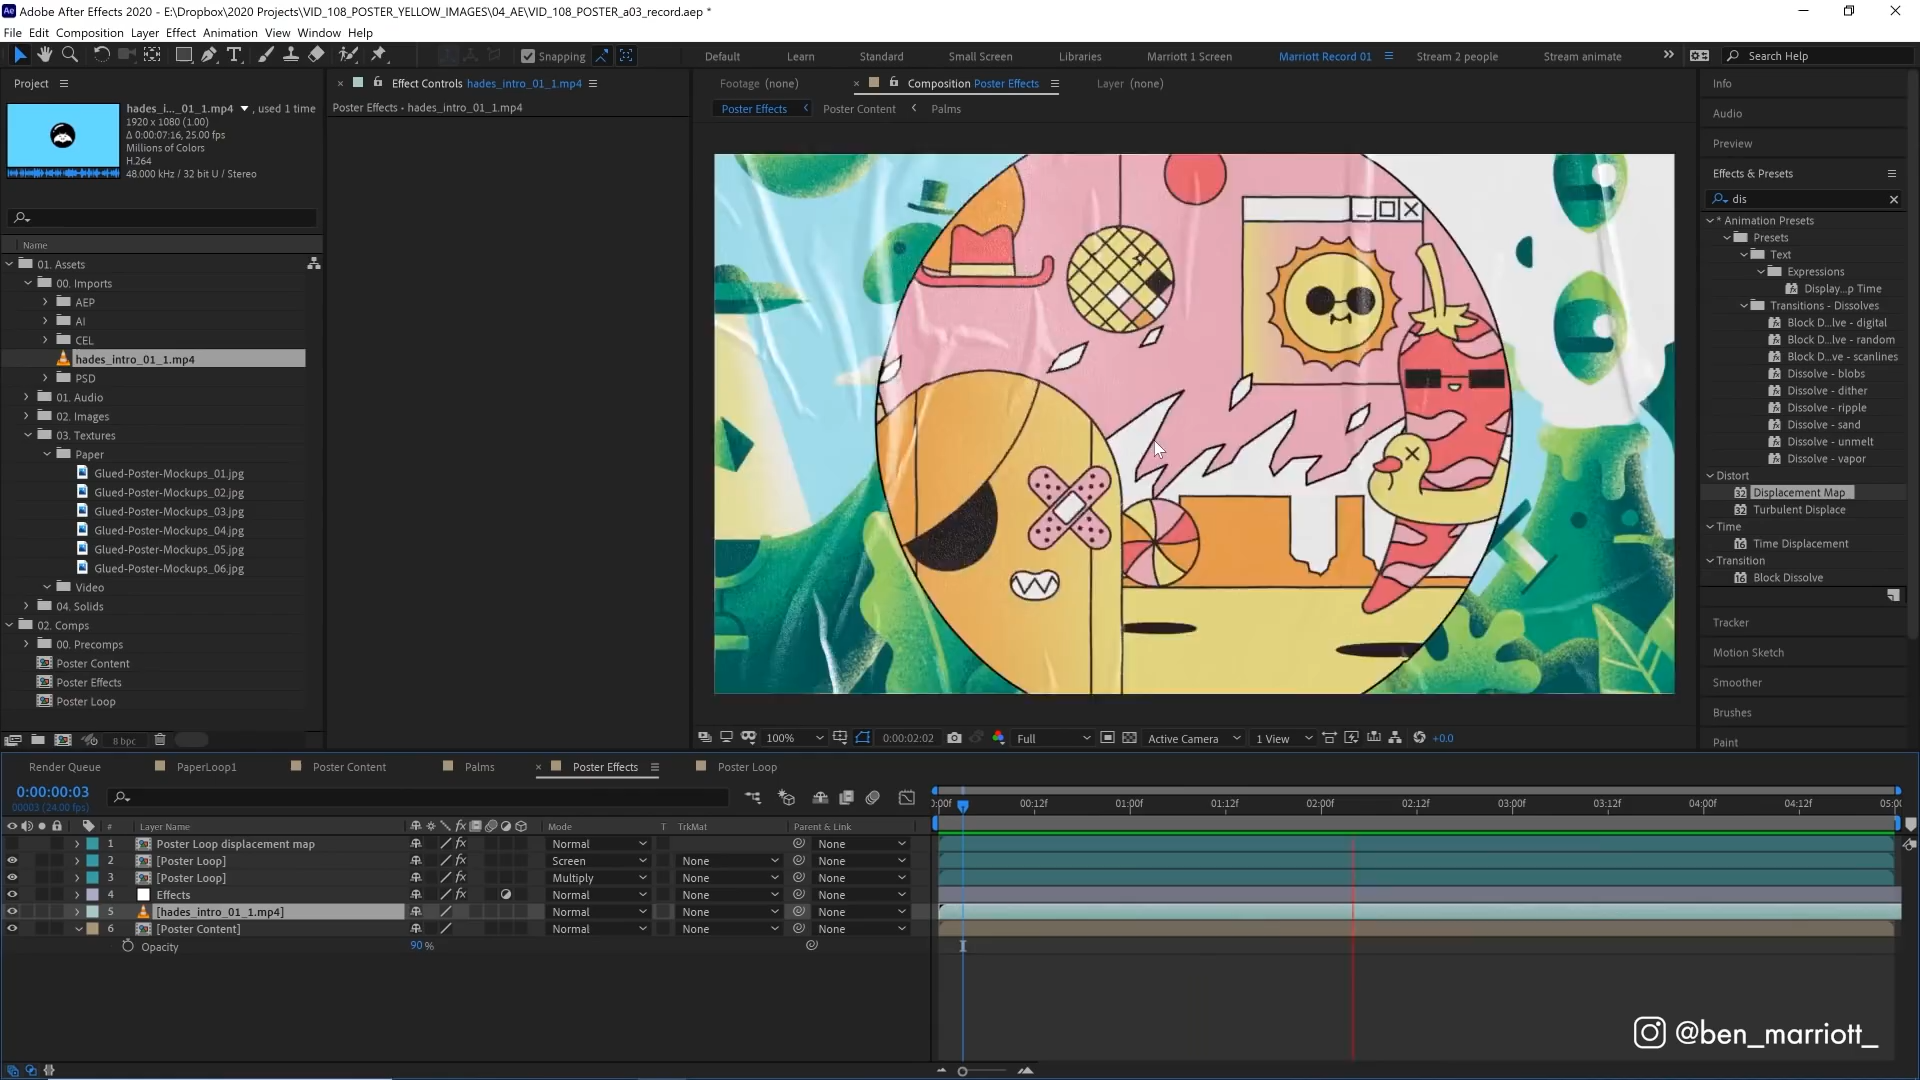 Adobe After Effects 2020 - E:\Dropbox\2020 Projects\VID_108_POSTER_YELLOW_IMAGES\04_AE\VID_108_POSTER_a03_record.aep *
File Edit Composition Layer Effect Animation View Window Help
Snapping
Default Learn Standard Small Screen Libraries Marriott 1 Screen Marriott Record 01 Stream 2 people Stream animate
Search Help
Project
hades_i..._01_1.mp4 , used 1 time
1920 x 1080 (1.00)
Δ 0:00:07:16, 25.00 fps
Millions of Colors
H.264
48.000 kHz / 32 bit U / Stereo
Name
01. Assets
00. Imports
AEP
AI
CEL
hades_intro_01_1.mp4
PSD
01. Audio
02. Images
03. Textures
Paper
Glued-Poster-Mockups_01.jpg
Glued-Poster-Mockups_02.jpg
Glued-Poster-Mockups_03.jpg
Glued-Poster-Mockups_04.jpg
Glued-Poster-Mockups_05.jpg
Glued-Poster-Mockups_06.jpg
Video
04. Solids
02. Comps
00. Precomps
Poster Content
Poster Effects
Poster Loop
8 bpc
Effect Controls hades_intro_01_1.mp4
Poster Effects - hades_intro_01_1.mp4
Footage (none)
Composition Poster Effects
Layer (none)
Poster Effects Poster Content Palms
100% 0:00:02:02 Full Active Camera 1 View +0.0
Info
Audio
Preview
Effects & Presets
dis
* Animation Presets
Presets
Text
Expressions
Display...p Time
Transitions - Dissolves
Block D...lve - digital
Block D...lve - random
Block D...ve - scanlines
Dissolve - blobs
Dissolve - dither
Dissolve - ripple
Dissolve - sand
Dissolve - unmelt
Dissolve - vapor
Distort
Displacement Map
Turbulent Displace
Time
Time Displacement
Transition
Block Dissolve
Tracker
Motion Sketch
Smoother
Brushes
Paint
Render Queue PaperLoop1 Poster Content Palms Poster Effects Poster Loop
0:00:00:03
00003 (24.00 fps)
:00f 00:12f 01:00f 01:12f 02:00f 02:12f 03:00f 03:12f 04:00f 04:12f 05:00
# Layer Name Mode T TrkMat Parent & Link
1 Poster Loop displacement map Normal None
2 [Poster Loop] Screen None None
3 [Poster Loop] Multiply None None
4 Effects Normal None None
5 [hades_intro_01_1.mp4] Normal None None
6 [Poster Content] Normal None None
Opacity 90 %
@ben_marriott_